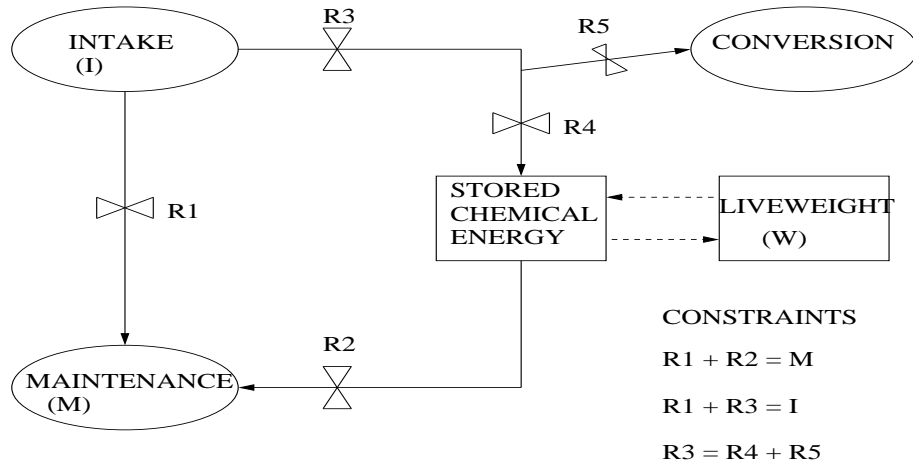 R3
INTAKE
(I)
R5
CONVERSION
R4
R1
STORED
CHEMICAL
ENERGY
LIVEWEIGHT
(W)
R2
MAINTENANCE
(M)
CONSTRAINTS
R1 + R2 = M
R1 + R3 = I
R3 = R4 + R5